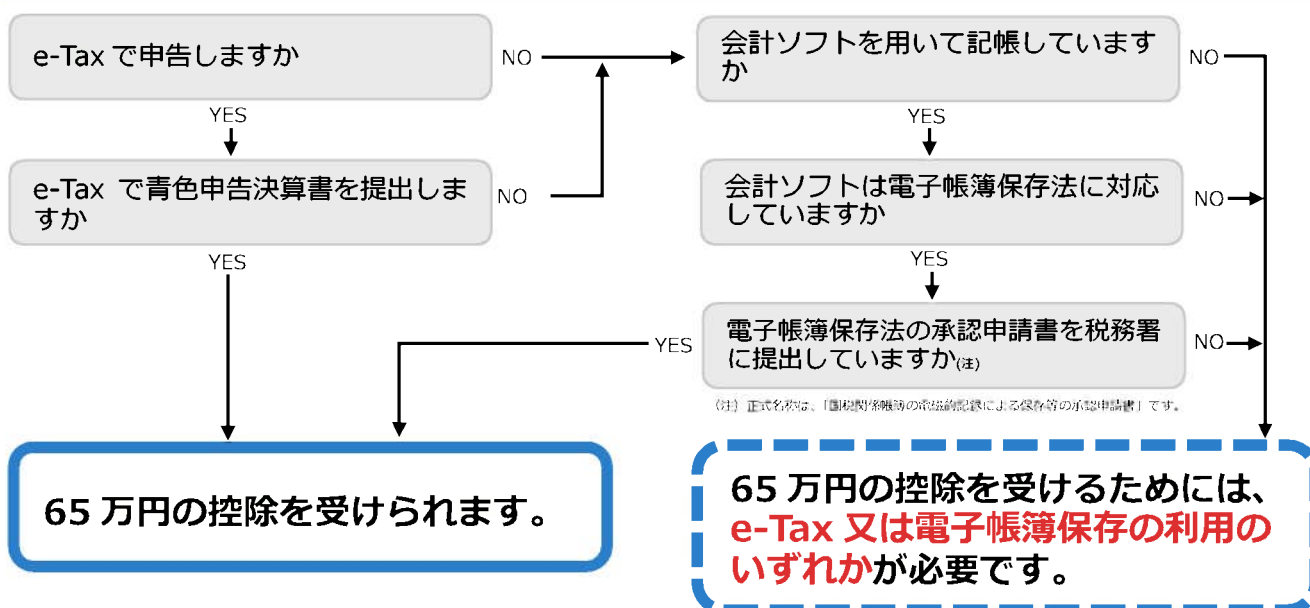 e-Tax で申告しますか
NO
会計ソフトを用いて記帳しています
か
NO
YES
YES
e-Tax で青色申告決算書を提出しま
すか
NO
会計ソフトは電子帳簿保存法に対応
していますか
NO
YES
YES
電子帳簿保存法の承認申請書を税務署
に提出していますか(注)
YES
NO
(注) 正式名称は、「国税関係帳簿の電磁的記録による保存等の承認申請書」です。
65 万円の控除を受けられます。
65 万円の控除を受けるためには、
e-Tax 又は電子帳簿保存の利用の
いずれかが必要です。